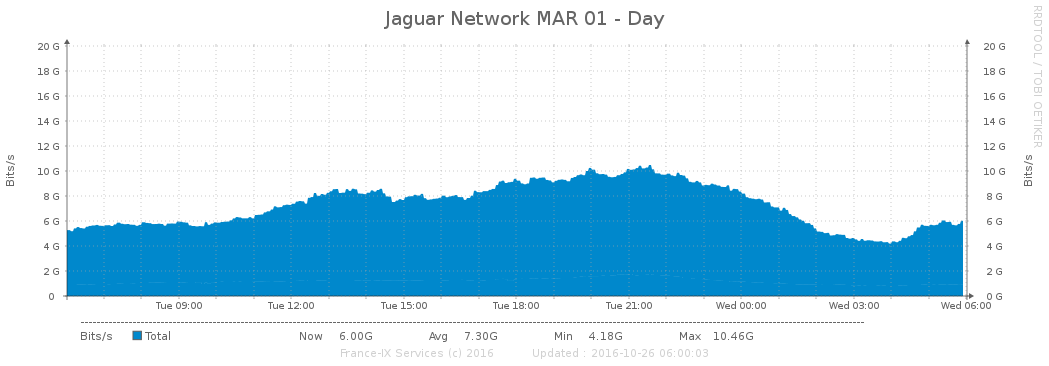 Jaguar Network MAR 01 - Day
RRDTOOL / TOBI OETIKER
Bits/s
20 G 20 G
18 G 18 G
16 G 16 G
14 G 14 G
12 G 12 G
10 G 10 G
8 G 8 G
6 G 6 G
4 G 4 G
2 G 2 G
0 0 G
Bits/s
Tue 09:00 Tue 12:00 Tue 15:00 Tue 18:00 Tue 21:00 Wed 00:00 Wed 03:00 Wed 06:00
Bits/s Total Now 6.00G Avg 7.30G Min 4.18G Max 10.46G
France-IX Services (c) 2016 Updated : 2016-10-26 06:00:03